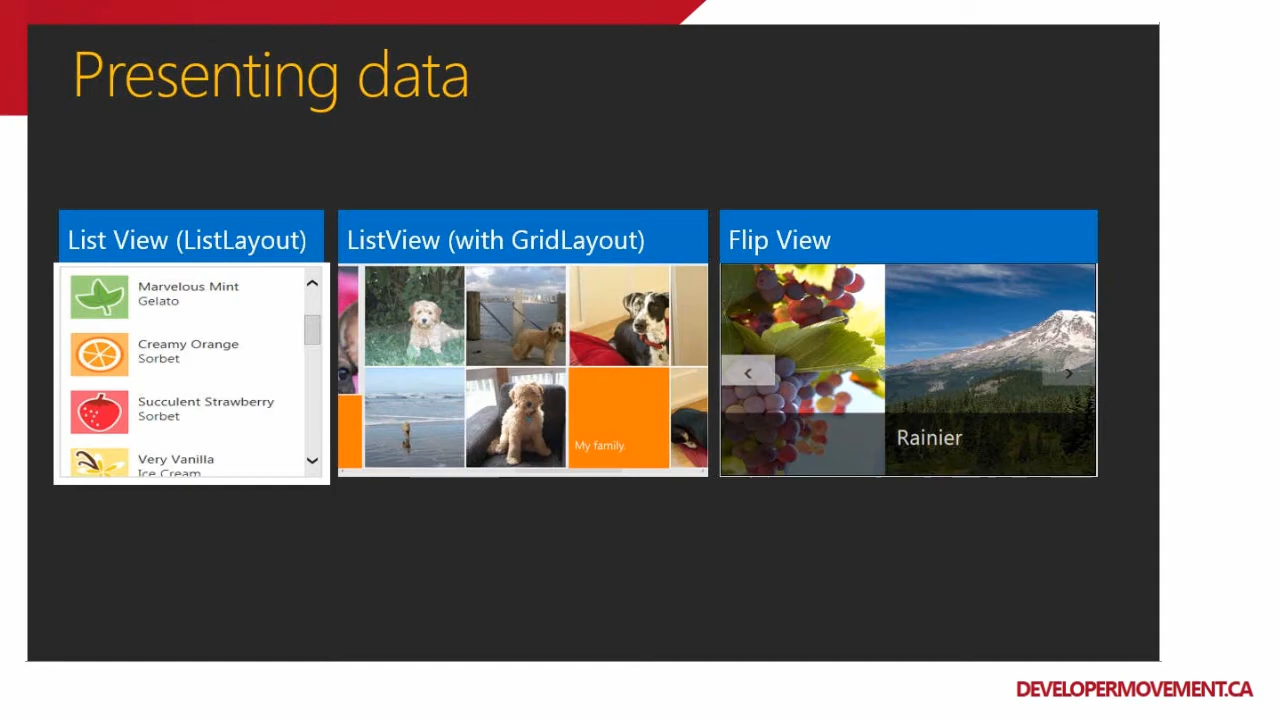 Presenting data
List View (ListLayout)
Marvelous Mint
Gelato
Creamy Orange
Sorbet
Succulent Strawberry
Sorbet
Very Vanilla
Ice Cream
ListView (with GridLayout)
My family
Flip View
Rainier
DEVELOPERMOVEMENT.CA